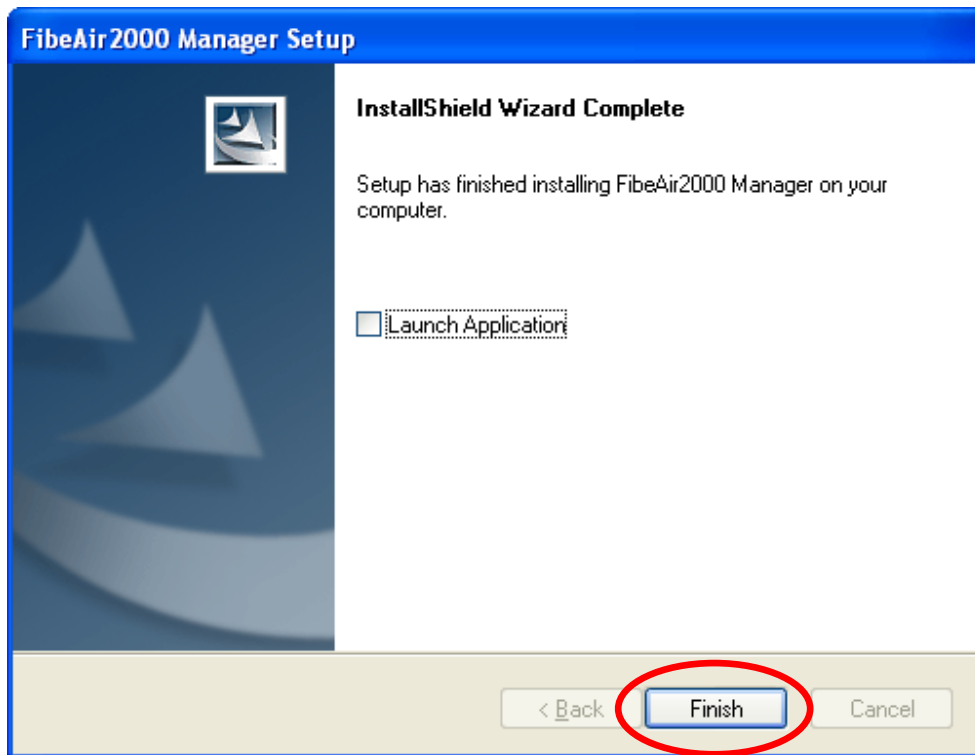 FibeAir2000 Manager Setup
InstallShield Wizard Complete
Setup has finished installing FibeAir2000 Manager on your
computer.
Launch Application
< Back
Finish
Cancel